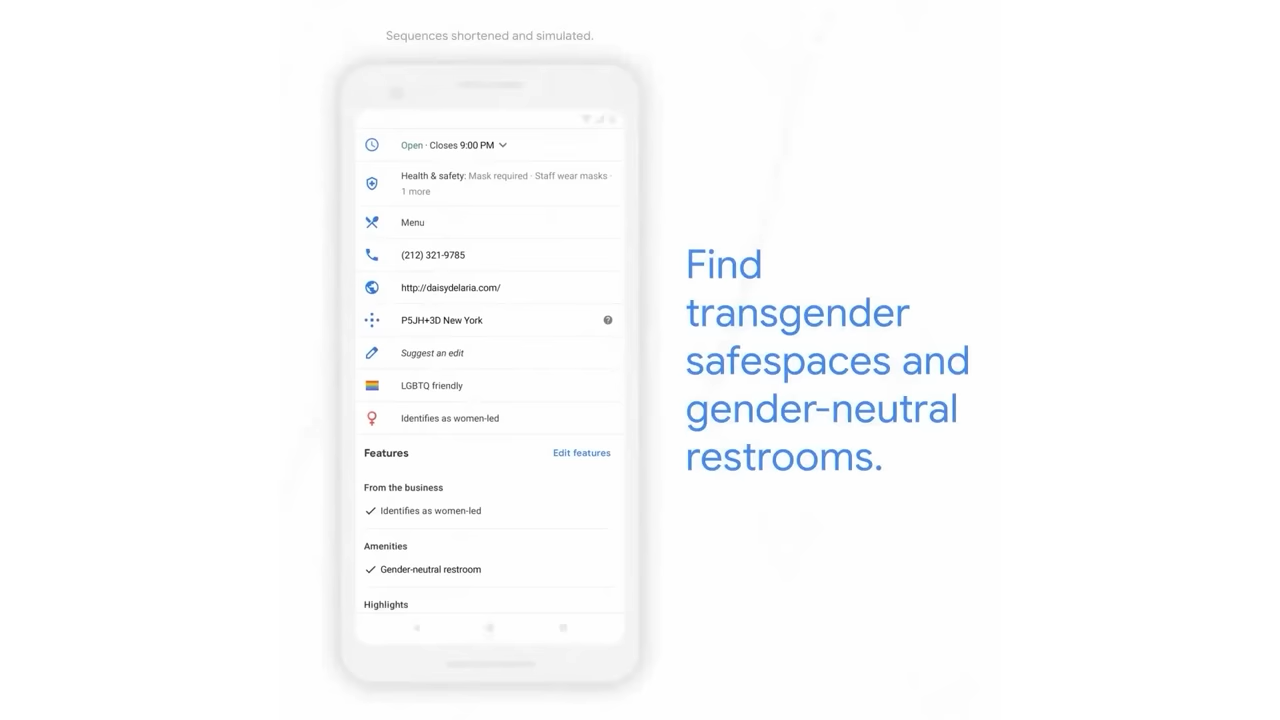 Sequences shortened and simulated.
Open · Closes 9:00 PM
Health & safety: Mask required · Staff wear masks ·
1 more
Menu
(212) 321-9785
http://daisydelaria.com/
P5JH+3D New York
Suggest an edit
LGBTQ friendly
Identifies as women-led
Features Edit features
From the business
Identifies as women-led
Amenities
Gender-neutral restroom
Highlights
Find
transgender
safespaces and
gender-neutral
restrooms.